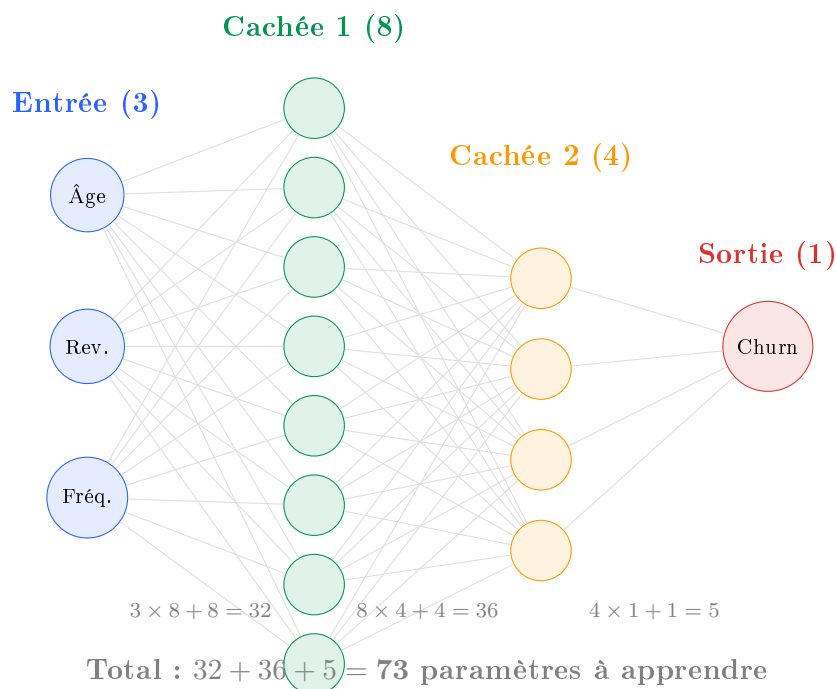 Cachée 1 (8)
Entrée (3)
Cachée 2 (4)
Sortie (1)
Âge
Rev.
Fréq.
Churn
3 × 8 + 8 = 32
8 × 4 + 4 = 36
4 × 1 + 1 = 5
Total : 32 + 36 + 5 = 73 paramètres à apprendre